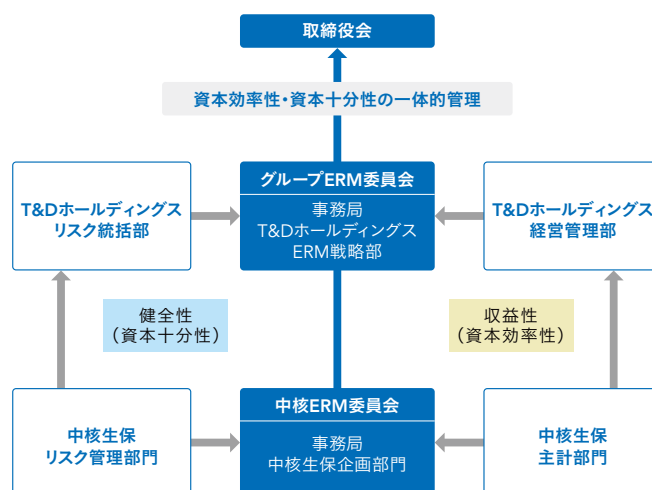 取締役会
資本効率性・資本十分性の一体的管理
T&Dホールディングス
リスク統括部
グループERM委員会
事務局
T&Dホールディングス
ERM戦略部
T&Dホールディングス
経営管理部
健全性
（資本十分性）
収益性
（資本効率性）
中核生保
リスク管理部門
中核ERM委員会
事務局
中核生保企画部門
中核生保
主計部門